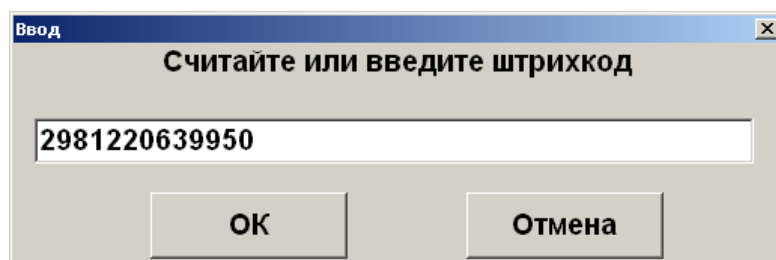 Ввод
Считайте или введите штрихкод
2981220639950
ОК
Отмена